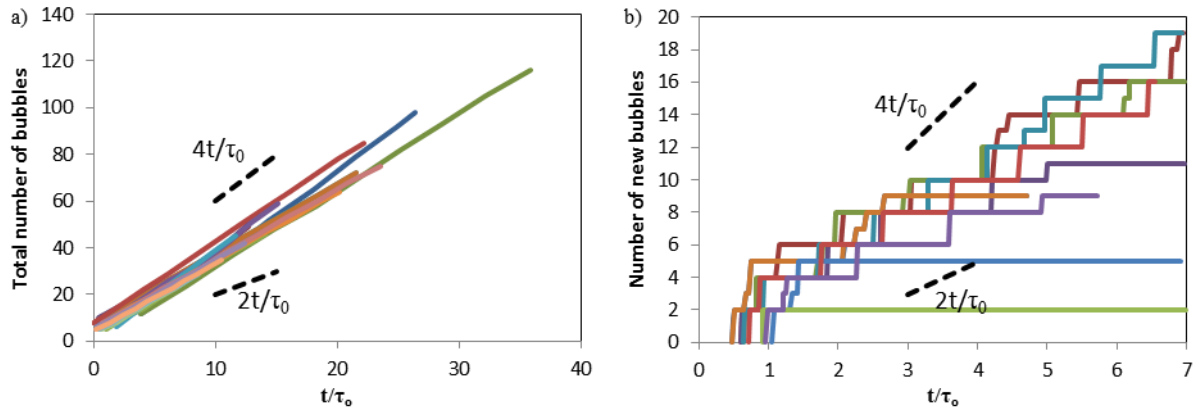 a)
Total number of bubbles
140
120
100
80
60
40
20
0
4t/τ₀
2t/τ₀
0 10 20 30 40
t/τₒ
b)
Number of new bubbles
20
18
16
14
12
10
8
6
4
2
0
4t/τ₀
2t/τ₀
0 1 2 3 4 5 6 7
t/τₒ